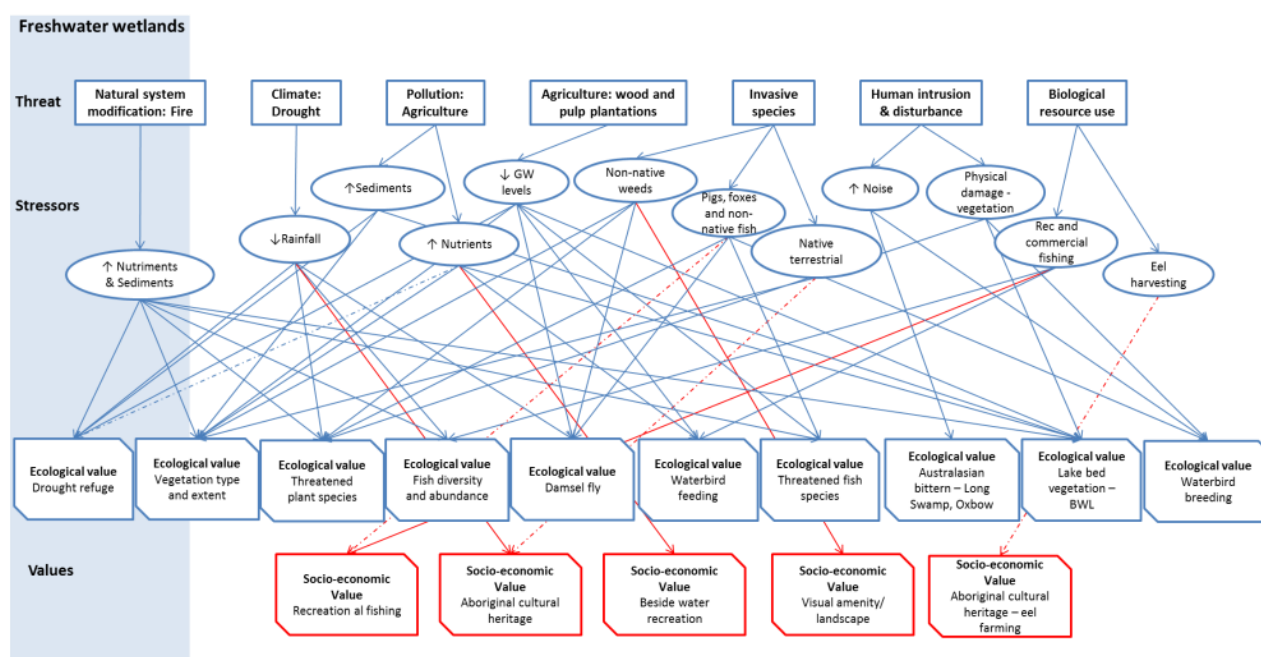 Freshwater wetlands
Threat
Natural system
modification: Fire
Climate:
Drought
Pollution:
Agriculture
Agriculture: wood and
pulp plantations
Invasive
species
Human intrusion
& disturbance
Biological
resource use
Stressors
↑Sediments
↓ GW
levels
Non-native
weeds
Pigs, foxes
and non-
native fish
↑ Noise
Physical
damage -
vegetation
↓Rainfall
↑ Nutrients
Native
terrestrial
Rec and
commercial
fishing
↑ Nutriments
& Sediments
Eel
harvesting
Ecological value
Drought refuge
Ecological value
Vegetation type
and extent
Ecological value
Threatened
plant species
Ecological value
Fish diversity
and abundance
Ecological value
Damsel fly
Ecological value
Waterbird
feeding
Ecological value
Threatened fish
species
Ecological value
Australasian
bittern – Long
Swamp, Oxbow
Ecological value
Lake bed
vegetation –
BWL
Ecological value
Waterbird
breeding
Values
Socio-economic
Value
Recreation al fishing
Socio-economic
Value
Aboriginal cultural
heritage
Socio-economic
Value
Beside water
recreation
Socio-economic
Value
Visual amenity/
landscape
Socio-economic
Value
Aboriginal cultural
heritage – eel
farming